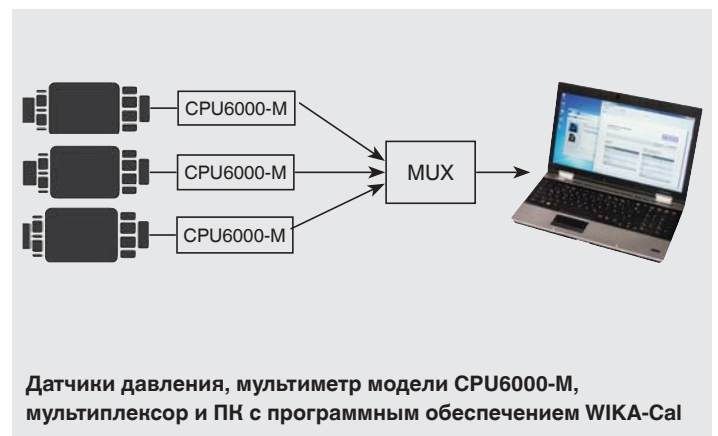 CPU6000-M
CPU6000-M
MUX
CPU6000-M
Датчики давления, мультиметр модели CPU6000-M,
мультиплексор и ПК с программным обеспечением WIKA-Cal